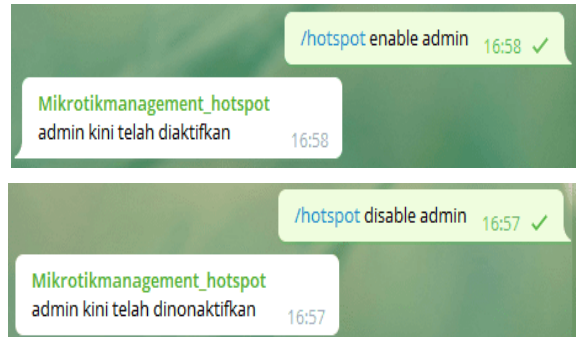 /hotspot enable admin 16:58
Mikrotikmanagement_hotspot
admin kini telah diaktifkan 16:58
/hotspot disable admin 16:57
Mikrotikmanagement_hotspot
admin kini telah dinonaktifkan 16:57